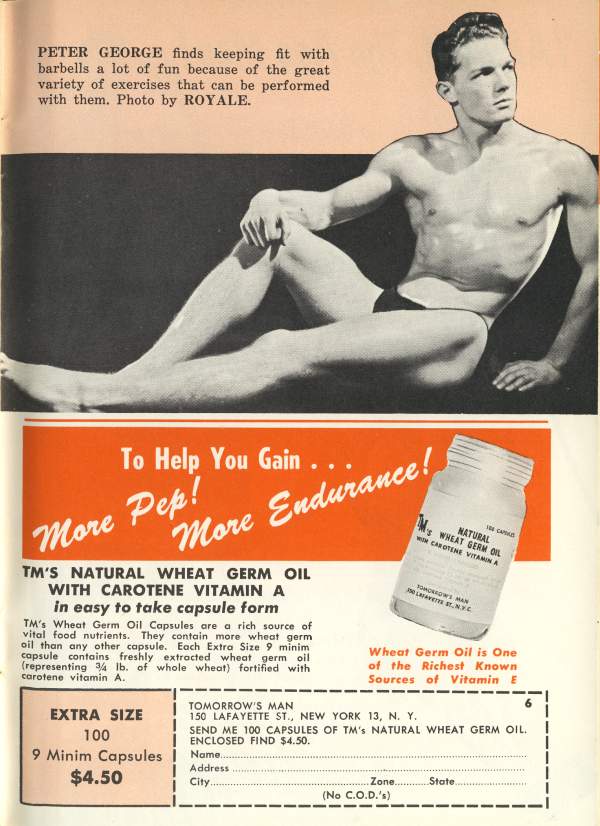 PETER GEORGE finds keeping fit with
barbells a lot of fun because of the great
variety of exercises that can be performed
with them. Photo by ROYALE.
To Help You Gain . . .
More Pep!
More Endurance!
TM's
100 CAPSULES
NATURAL
WHEAT GERM OIL
WITH CAROTENE VITAMIN A
TOMORROW'S MAN
150 LAFAYETTE ST., N.Y.C.
TM'S NATURAL WHEAT GERM OIL
WITH CAROTENE VITAMIN A
in easy to take capsule form
TM's Wheat Germ Oil Capsules are a rich source of
vital food nutrients. They contain more wheat germ
oil than any other capsule. Each Extra Size 9 minim
capsule contains freshly extracted wheat germ oil
(representing ¾ lb. of whole wheat) fortified with
carotene vitamin A.
Wheat Germ Oil is One
of the Richest Known
Sources of Vitamin E
EXTRA SIZE
100
9 Minim Capsules
$4.50
6
TOMORROW'S MAN
150 LAFAYETTE ST., NEW YORK 13, N. Y.
SEND ME 100 CAPSULES OF TM's NATURAL WHEAT GERM OIL.
ENCLOSED FIND $4.50.
Name
Address
City Zone State
(No C.O.D.'s)